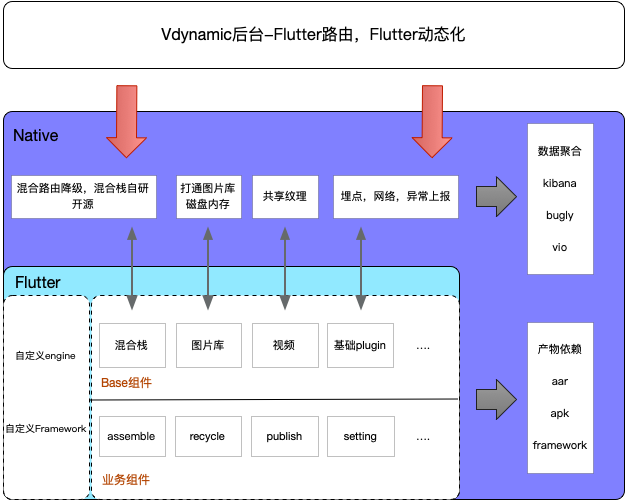 Vdynamic后台-Flutter路由，Flutter动态化
Native
混合路由降级，混合栈自研
开源
打通图片库
磁盘内存
共享纹理
埋点，网络，异常上报
数据聚合
kibana
bugly
vio
Flutter
自定义engine
自定义Framework
混合栈
图片库
视频
基础plugin
....
Base组件
assemble
recycle
publish
setting
....
业务组件
产物依赖
aar
apk
framework